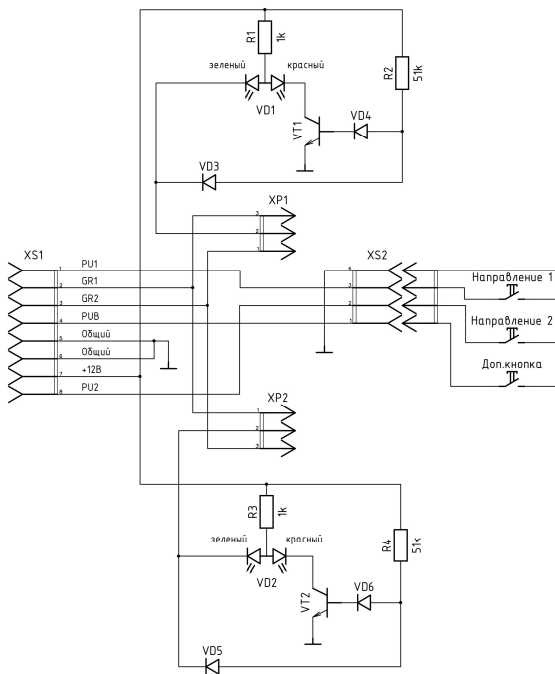 R1
1k
зеленый
красный
R2
51k
VD1
VT1
VD4
VD3
XP1
3
2
1
XS1
XS2
1
PU1
2
GR1
3
GR2
4
PUB
5
Общий
6
Общий
7
+12В
8
PU2
4
3
2
1
Направление 1
Направление 2
Доп.кнопка
XP2
1
2
3
R3
1k
зеленый
красный
R4
51k
VD2
VT2
VD6
VD5